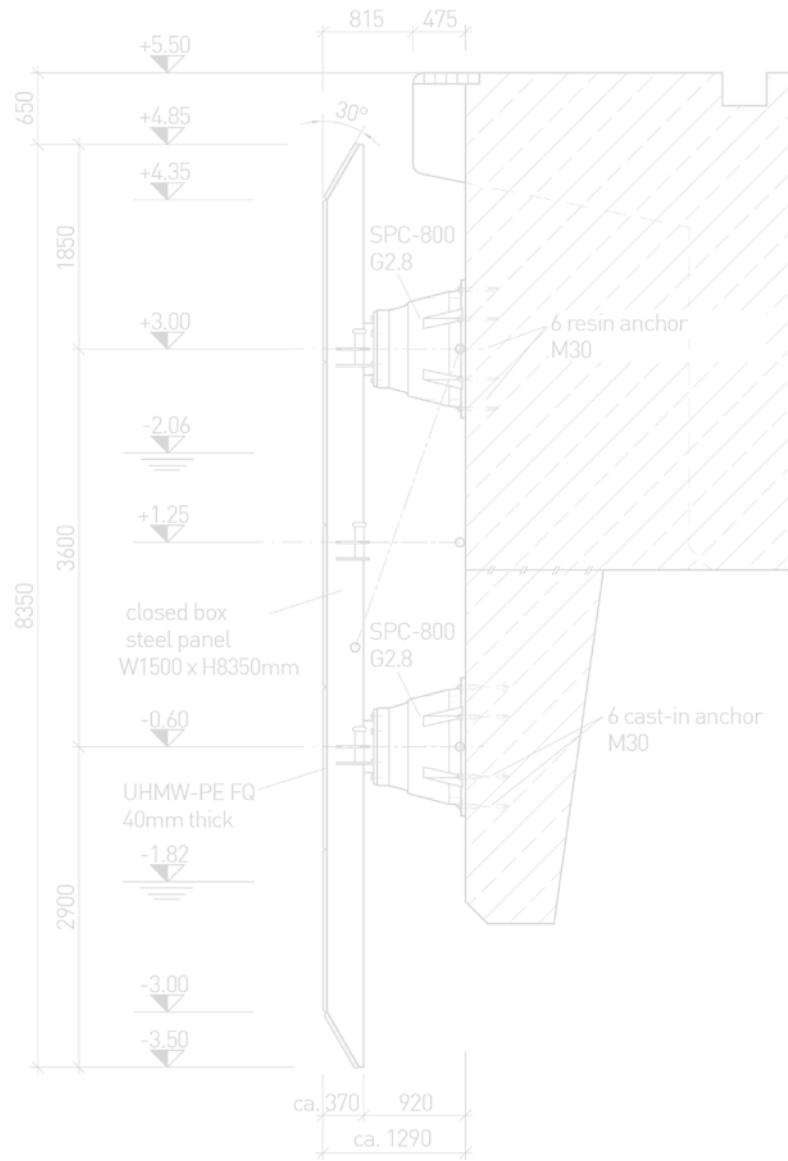 815
475
+5.50
650
+4.85
30°
+4.35
1850
SPC-800
G2.8
+3.00
6 resin anchor
M30
-2.06
+1.25
3600
8350
closed box
steel panel
W1500 x H8350mm
SPC-800
G2.8
-0.60
6 cast-in anchor
M30
UHMW-PE FQ
40mm thick
-1.82
2900
-3.00
-3.50
ca. 370
920
ca. 1290